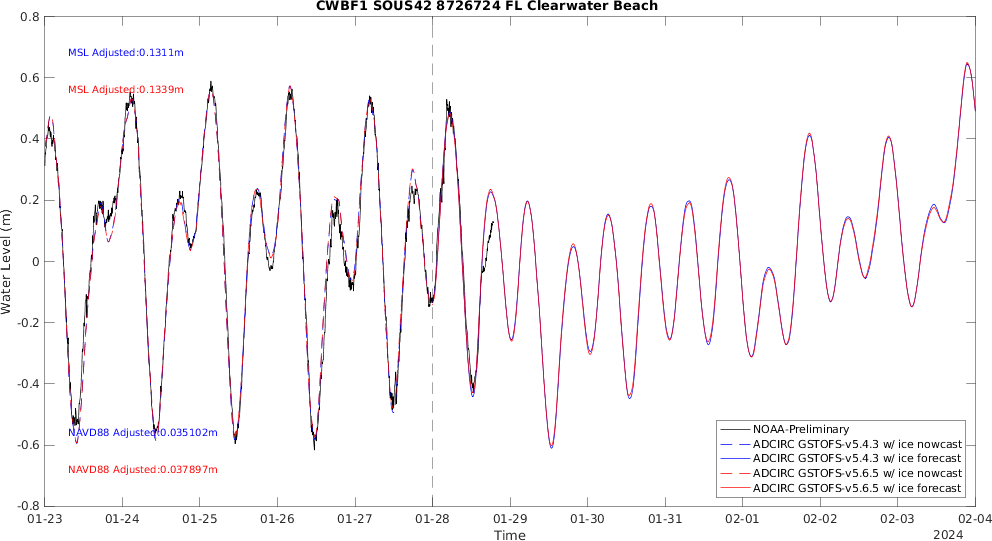 CWBF1 SOUS42 8726724 FL Clearwater Beach
0.8
0.6
0.4
0.2
0
-0.2
-0.4
-0.6
-0.8
Water Level (m)
MSL Adjusted:0.1311m
MSL Adjusted:0.1339m
NAVD88 Adjusted:0.035102m
NAVD88 Adjusted:0.037897m
NOAA-Preliminary
ADCIRC GSTOFS-v5.4.3 w/ ice nowcast
ADCIRC GSTOFS-v5.4.3 w/ ice forecast
ADCIRC GSTOFS-v5.6.5 w/ ice nowcast
ADCIRC GSTOFS-v5.6.5 w/ ice forecast
01-23 01-24 01-25 01-26 01-27 01-28 01-29 01-30 01-31 02-01 02-02 02-03 02-04
Time
2024